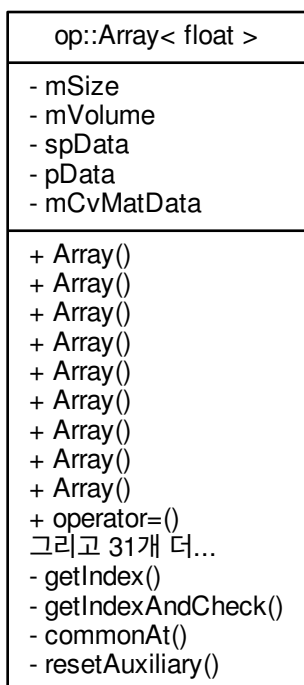 op::Array< float >
- mSize
- mVolume
- spData
- pData
- mCvMatData
+ Array()
+ Array()
+ Array()
+ Array()
+ Array()
+ Array()
+ Array()
+ Array()
+ Array()
+ operator=()
그리고 31개 더...
- getIndex()
- getIndexAndCheck()
- commonAt()
- resetAuxiliary()